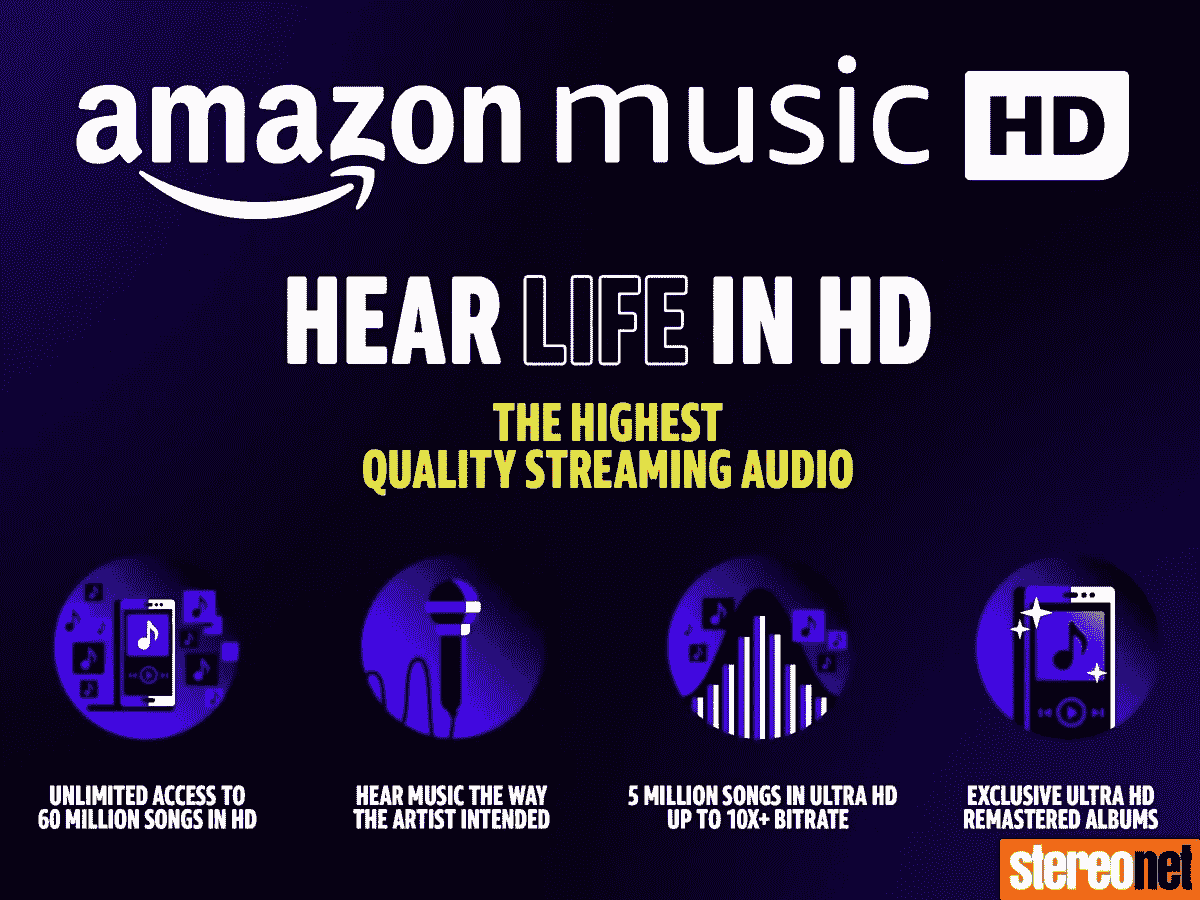 amazon music HD
HEAR LIFE IN HD
THE HIGHEST
QUALITY STREAMING AUDIO
UNLIMITED ACCESS TO
60 MILLION SONGS IN HD
HEAR MUSIC THE WAY
THE ARTIST INTENDED
5 MILLION SONGS IN ULTRA HD
UP TO 10X+ BITRATE
EXCLUSIVE ULTRA HD
REMASTERED ALBUMS
stereonet